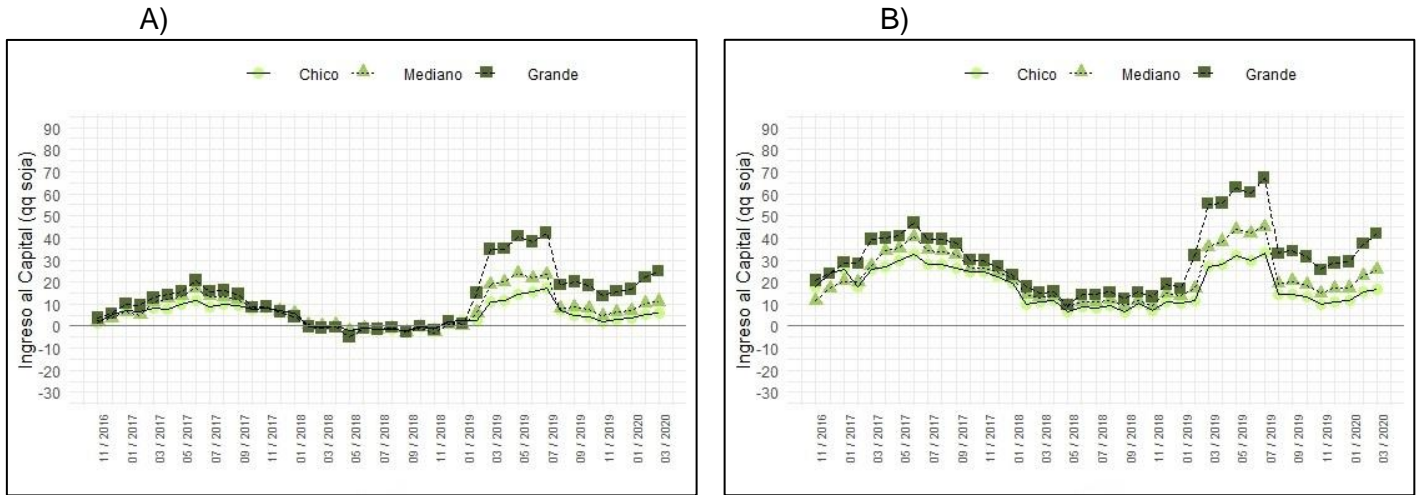 A)
Chico Mediano Grande
Ingreso al Capital (qq soja)
90
80
70
60
50
40
30
20
10
0
-10
-20
-30
11 / 2016
01 / 2017
03 / 2017
05 / 2017
07 / 2017
09 / 2017
11 / 2017
01 / 2018
03 / 2018
05 / 2018
07 / 2018
09 / 2018
11 / 2018
01 / 2019
03 / 2019
05 / 2019
07 / 2019
09 / 2019
11 / 2019
01 / 2020
03 / 2020
B)
Chico Mediano Grande
Ingreso al Capital (qq soja)
90
80
70
60
50
40
30
20
10
0
-10
-20
-30
11 / 2016
01 / 2017
03 / 2017
05 / 2017
07 / 2017
09 / 2017
11 / 2017
01 / 2018
03 / 2018
05 / 2018
07 / 2018
09 / 2018
11 / 2018
01 / 2019
03 / 2019
05 / 2019
07 / 2019
09 / 2019
11 / 2019
01 / 2020
03 / 2020